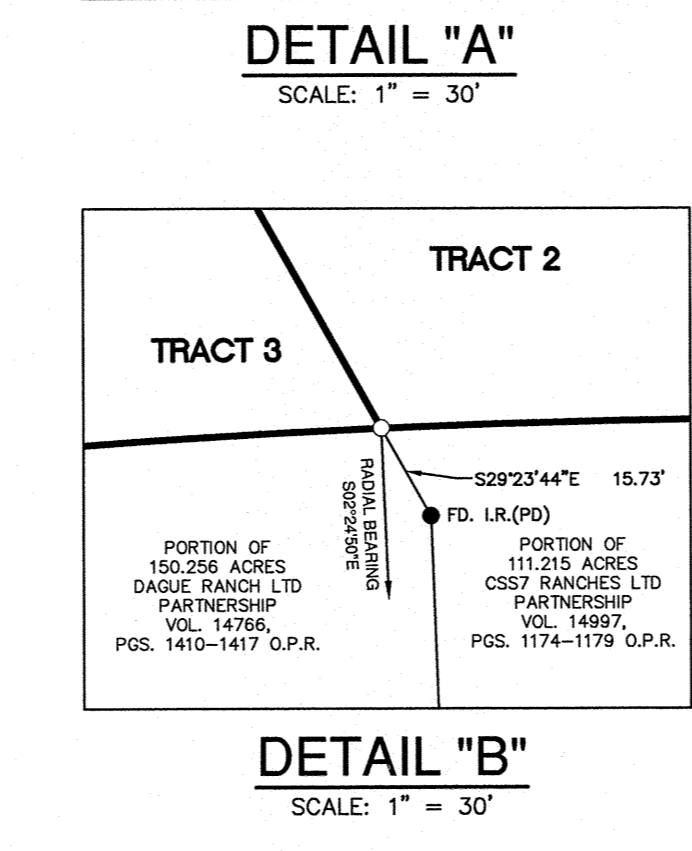 DETAIL "A"
SCALE: 1" = 30'
TRACT 2
TRACT 3
RADIAL BEARING
S02°24'50"E
S29°23'44"E 15.73'
FD. I.R.(PD)
PORTION OF
150.256 ACRES
DAGUE RANCH LTD
PARTNERSHIP
VOL. 14766,
PGS. 1410-1417 O.P.R.
PORTION OF
111.215 ACRES
CSS7 RANCHES LTD
PARTNERSHIP
VOL. 14997,
PGS. 1174-1179 O.P.R.
DETAIL "B"
SCALE: 1" = 30'